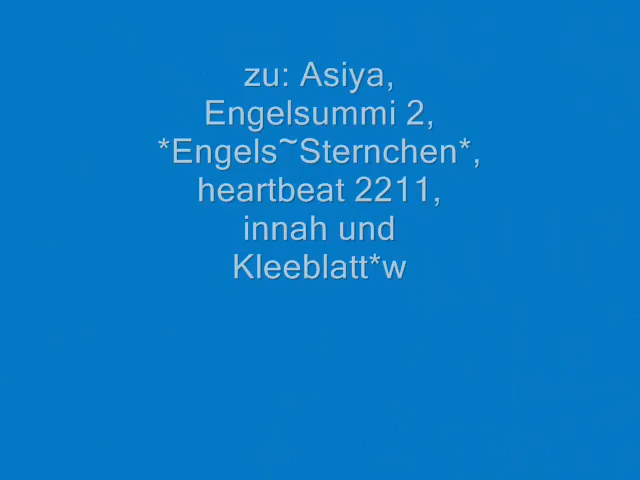 zu: Asiya,
Engelsummi 2,
*Engels~Sternchen*,
heartbeat 2211,
innah und
Kleeblatt*w